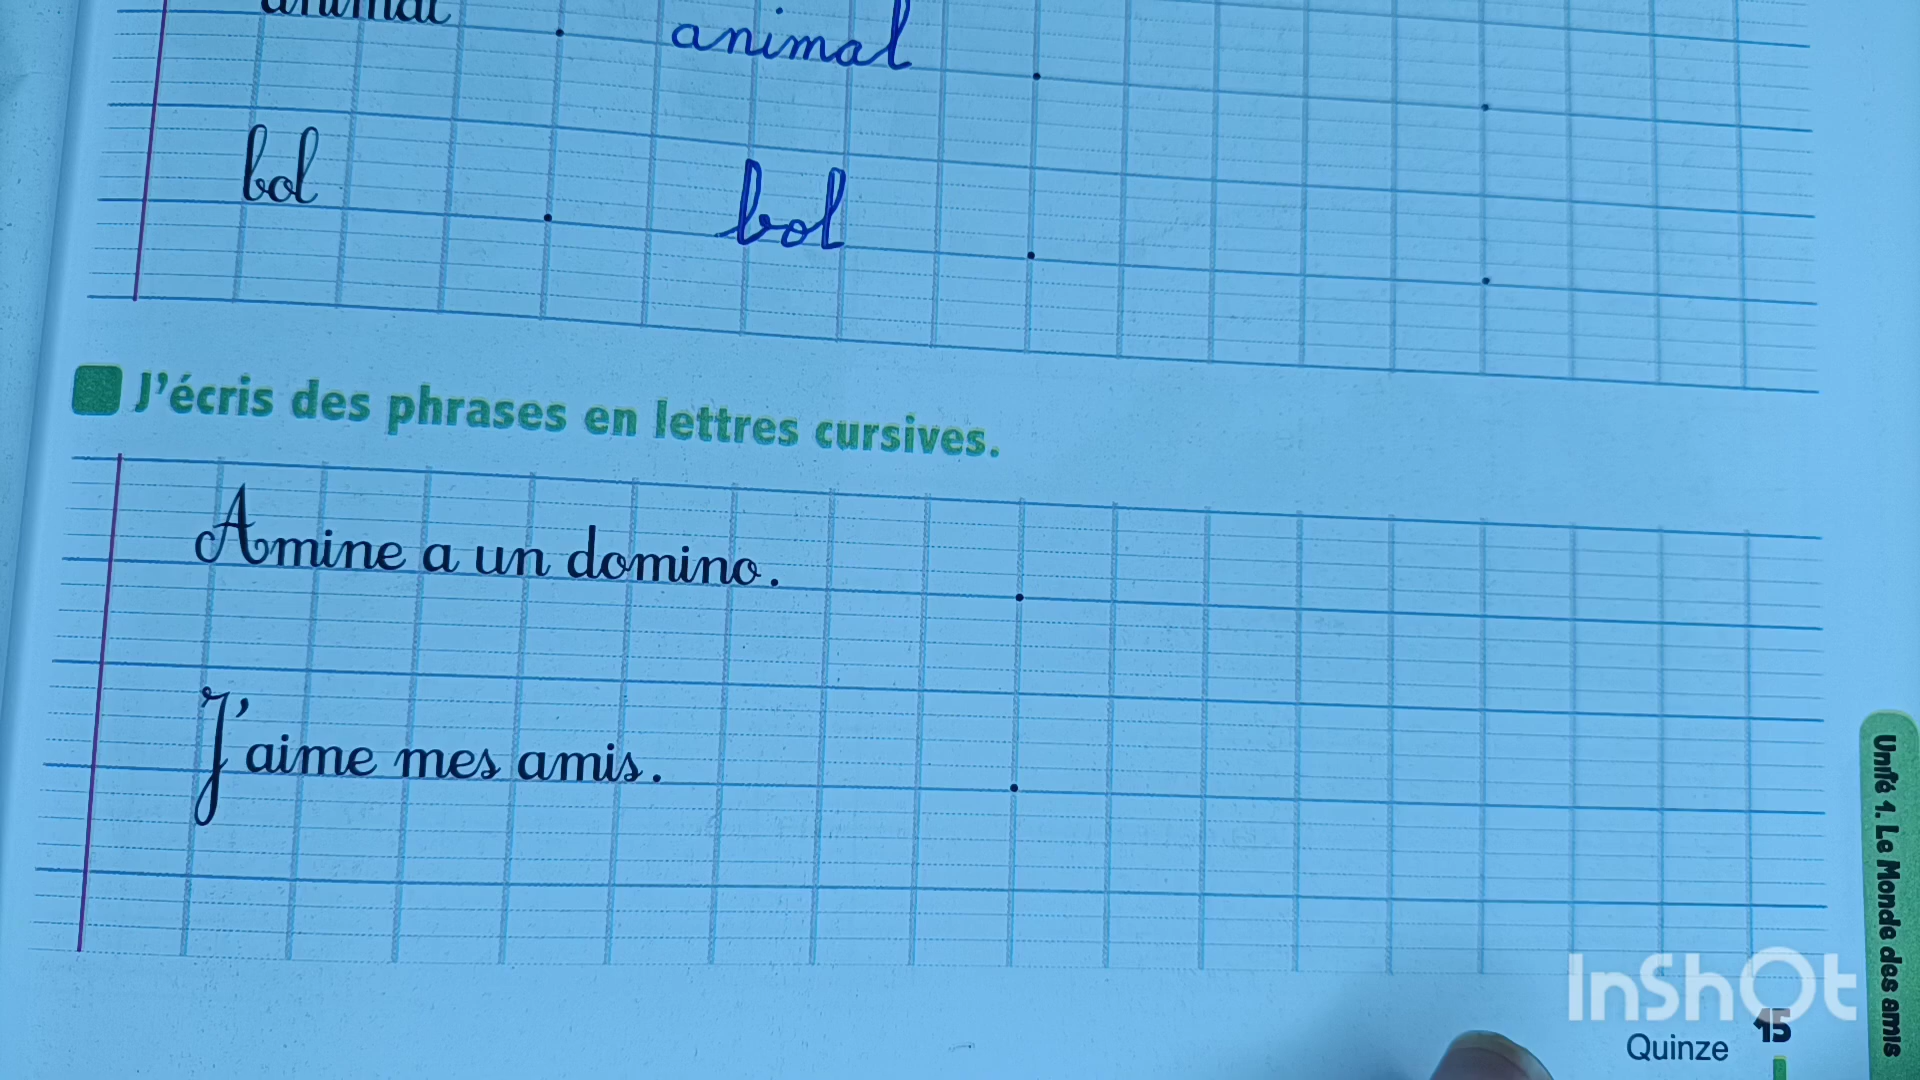 animal . animal . .
bol . bol . .
J'écris des phrases en lettres cursives.
Amine a un domino. .
J'aime mes amis. .
Unité 1. Le Monde des amis
InShOt
Quinze 15